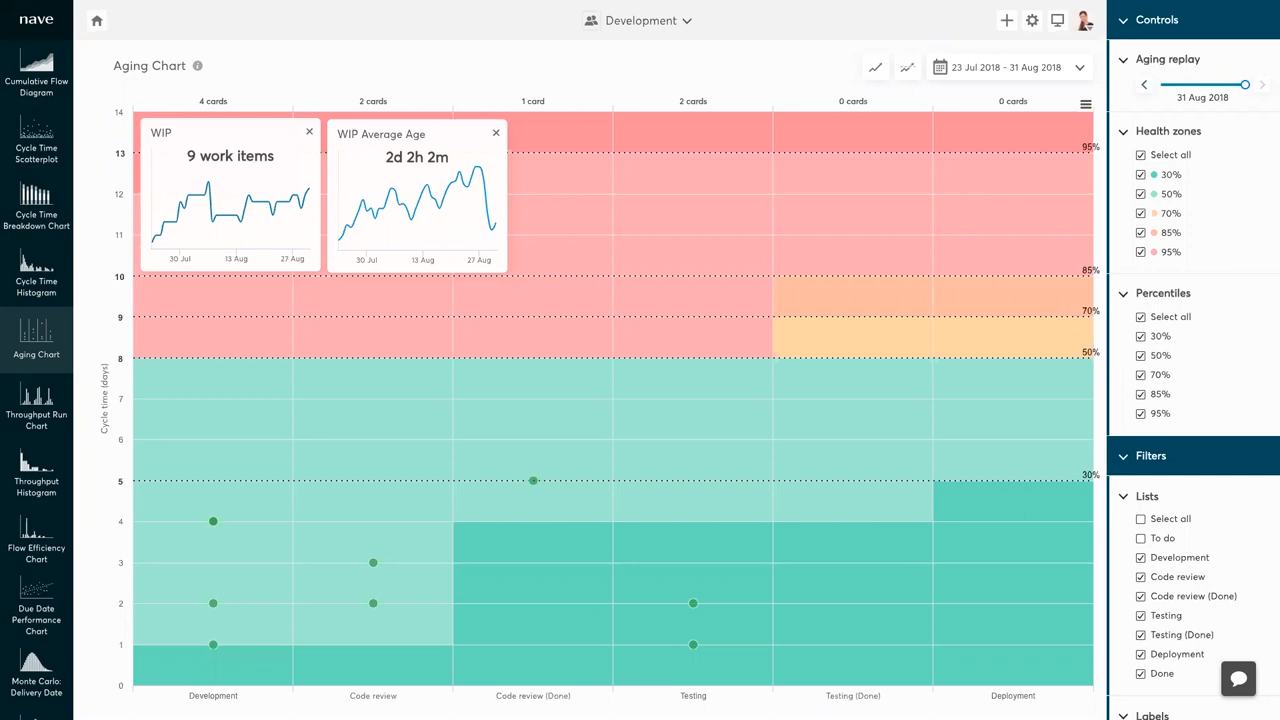 nave
Cumulative Flow
Diagram
Cycle Time
Scatterplot
Cycle Time
Breakdown Chart
Cycle Time
Histogram
Aging Chart
Throughput Run
Chart
Throughput
Histogram
Flow Efficiency
Chart
Due Date
Performance
Chart
Monte Carlo:
Delivery Date
Development
Aging Chart
23 Jul 2018 - 31 Aug 2018
4 cards
2 cards
1 card
2 cards
0 cards
0 cards
14
13
12
11
10
9
8
7
6
5
4
3
2
1
0
Cycle time (days)
WIP
9 work items
30 Jul
13 Aug
27 Aug
WIP Average Age
2d 2h 2m
30 Jul
13 Aug
27 Aug
95%
85%
70%
50%
30%
Development
Code review
Code review (Done)
Testing
Testing (Done)
Deployment
Controls
Aging replay
31 Aug 2018
Health zones
Select all
30%
50%
70%
85%
95%
Percentiles
Select all
30%
50%
70%
85%
95%
Filters
Lists
Select all
To do
Development
Code review
Code review (Done)
Testing
Testing (Done)
Deployment
Done
Labels